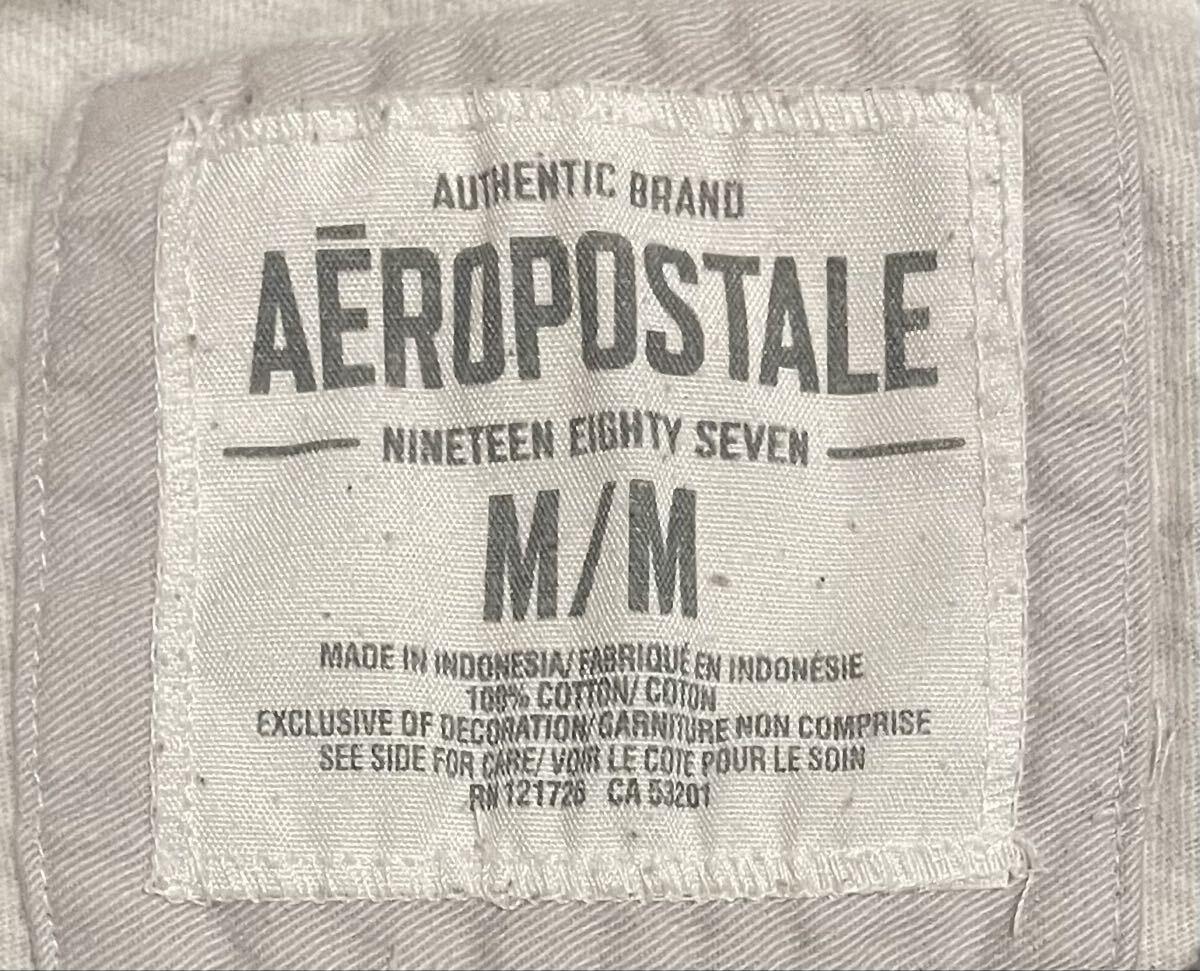 AUTHENTIC BRAND
AĒROPOSTALE
NINETEEN EIGHTY SEVEN
M/M
MADE IN INDONESIA/FABRIQUÉ EN INDONÉSIE
100% COTTON/ COTON
EXCLUSIVE OF DECORATION/GARNITURE NON COMPRISE
SEE SIDE FOR CARE/ VOIR LE COTE POUR LE SOIN
RN 121726 CA 53201